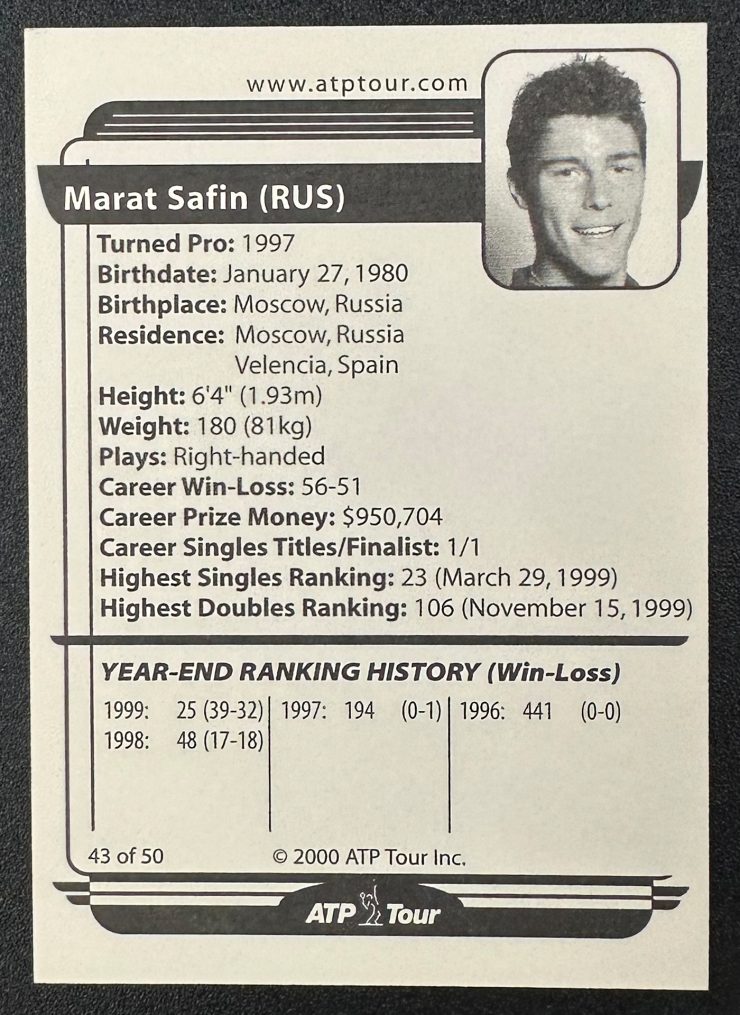 www.atptour.com
Marat Safin (RUS)
Turned Pro: 1997
Birthdate: January 27, 1980
Birthplace: Moscow, Russia
Residence: Moscow, Russia
Velencia, Spain
Height: 6'4" (1.93m)
Weight: 180 (81kg)
Plays: Right-handed
Career Win-Loss: 56-51
Career Prize Money: $950,704
Career Singles Titles/Finalist: 1/1
Highest Singles Ranking: 23 (March 29, 1999)
Highest Doubles Ranking: 106 (November 15, 1999)
YEAR-END RANKING HISTORY (Win-Loss)
1999: 25 (39-32) 1997: 194 (0-1) 1996: 441 (0-0)
1998: 48 (17-18)
43 of 50 © 2000 ATP Tour Inc.
ATP Tour